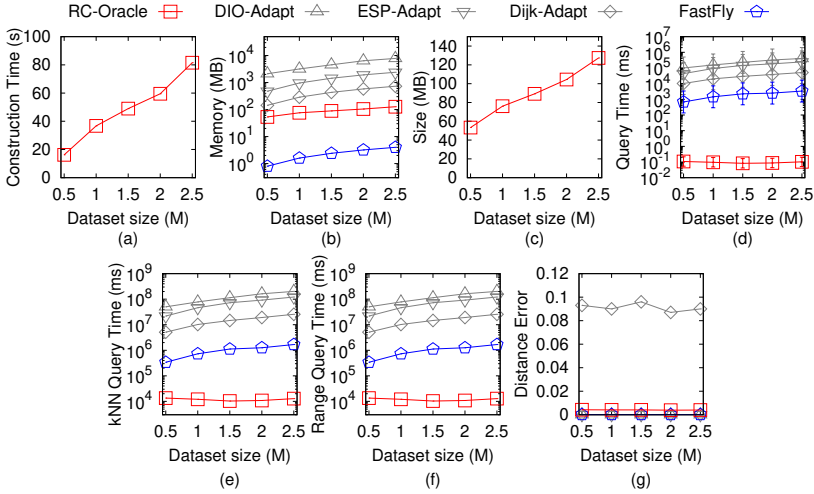 RC-Oracle DIO-Adapt ESP-Adapt Dijk-Adapt FastFly
Construction Time (s)
100
80
60
40
20
0
0.5 1 1.5 2 2.5
Dataset size (M)
(a)
Memory (MB)
10^4
10^3
10^2
10^1
10^0
0.5 1 1.5 2 2.5
Dataset size (M)
(b)
Size (MB)
140
120
100
80
60
40
20
0
0.5 1 1.5 2 2.5
Dataset size (M)
(c)
Query Time (ms)
10^7
10^6
10^5
10^4
10^3
10^2
10^1
10^0
10^-1
10^-2
0.5 1 1.5 2 2.5
Dataset size (M)
(d)
kNN Query Time (ms)
10^9
10^8
10^7
10^6
10^5
10^4
0.5 1 1.5 2 2.5
Dataset size (M)
(e)
Range Query Time (ms)
10^9
10^8
10^7
10^6
10^5
10^4
0.5 1 1.5 2 2.5
Dataset size (M)
(f)
Distance Error
0.12
0.1
0.08
0.06
0.04
0.02
0
0.5 1 1.5 2 2.5
Dataset size (M)
(g)